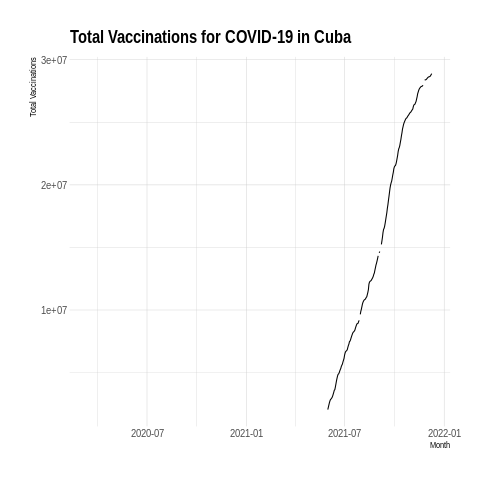 Total Vaccinations for COVID-19 in Cuba
Total Vaccinations
3e+07
2e+07
1e+07
2020-07
2021-01
2021-07
2022-01
Month